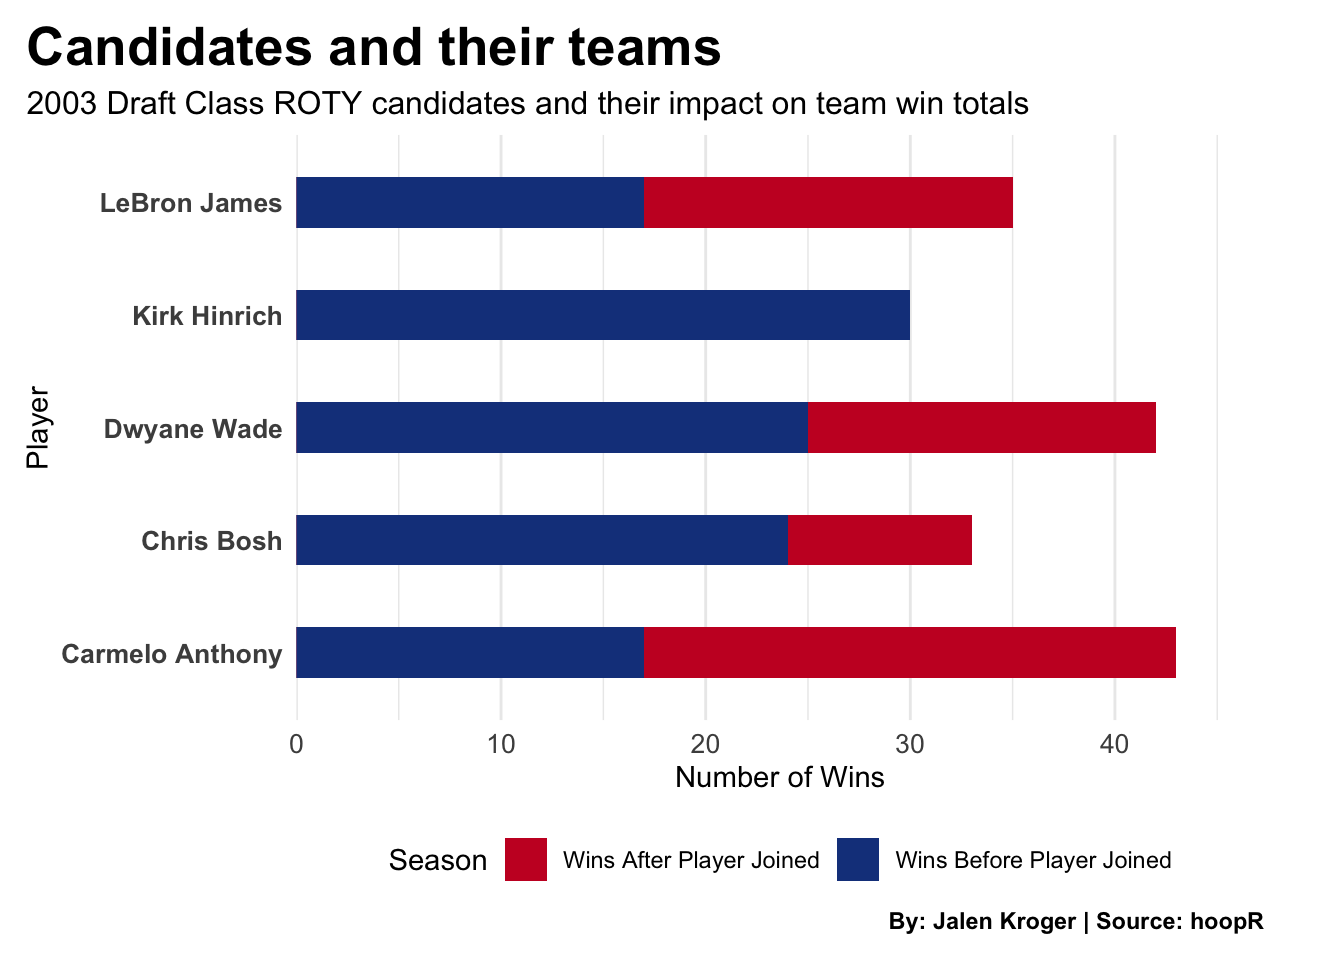 Candidates and their teams
2003 Draft Class ROTY candidates and their impact on team win totals
LeBron James
Kirk Hinrich
Dwyane Wade
Chris Bosh
Carmelo Anthony
Player
0 10 20 30 40
Number of Wins
Season Wins After Player Joined Wins Before Player Joined
By: Jalen Kroger | Source: hoopR